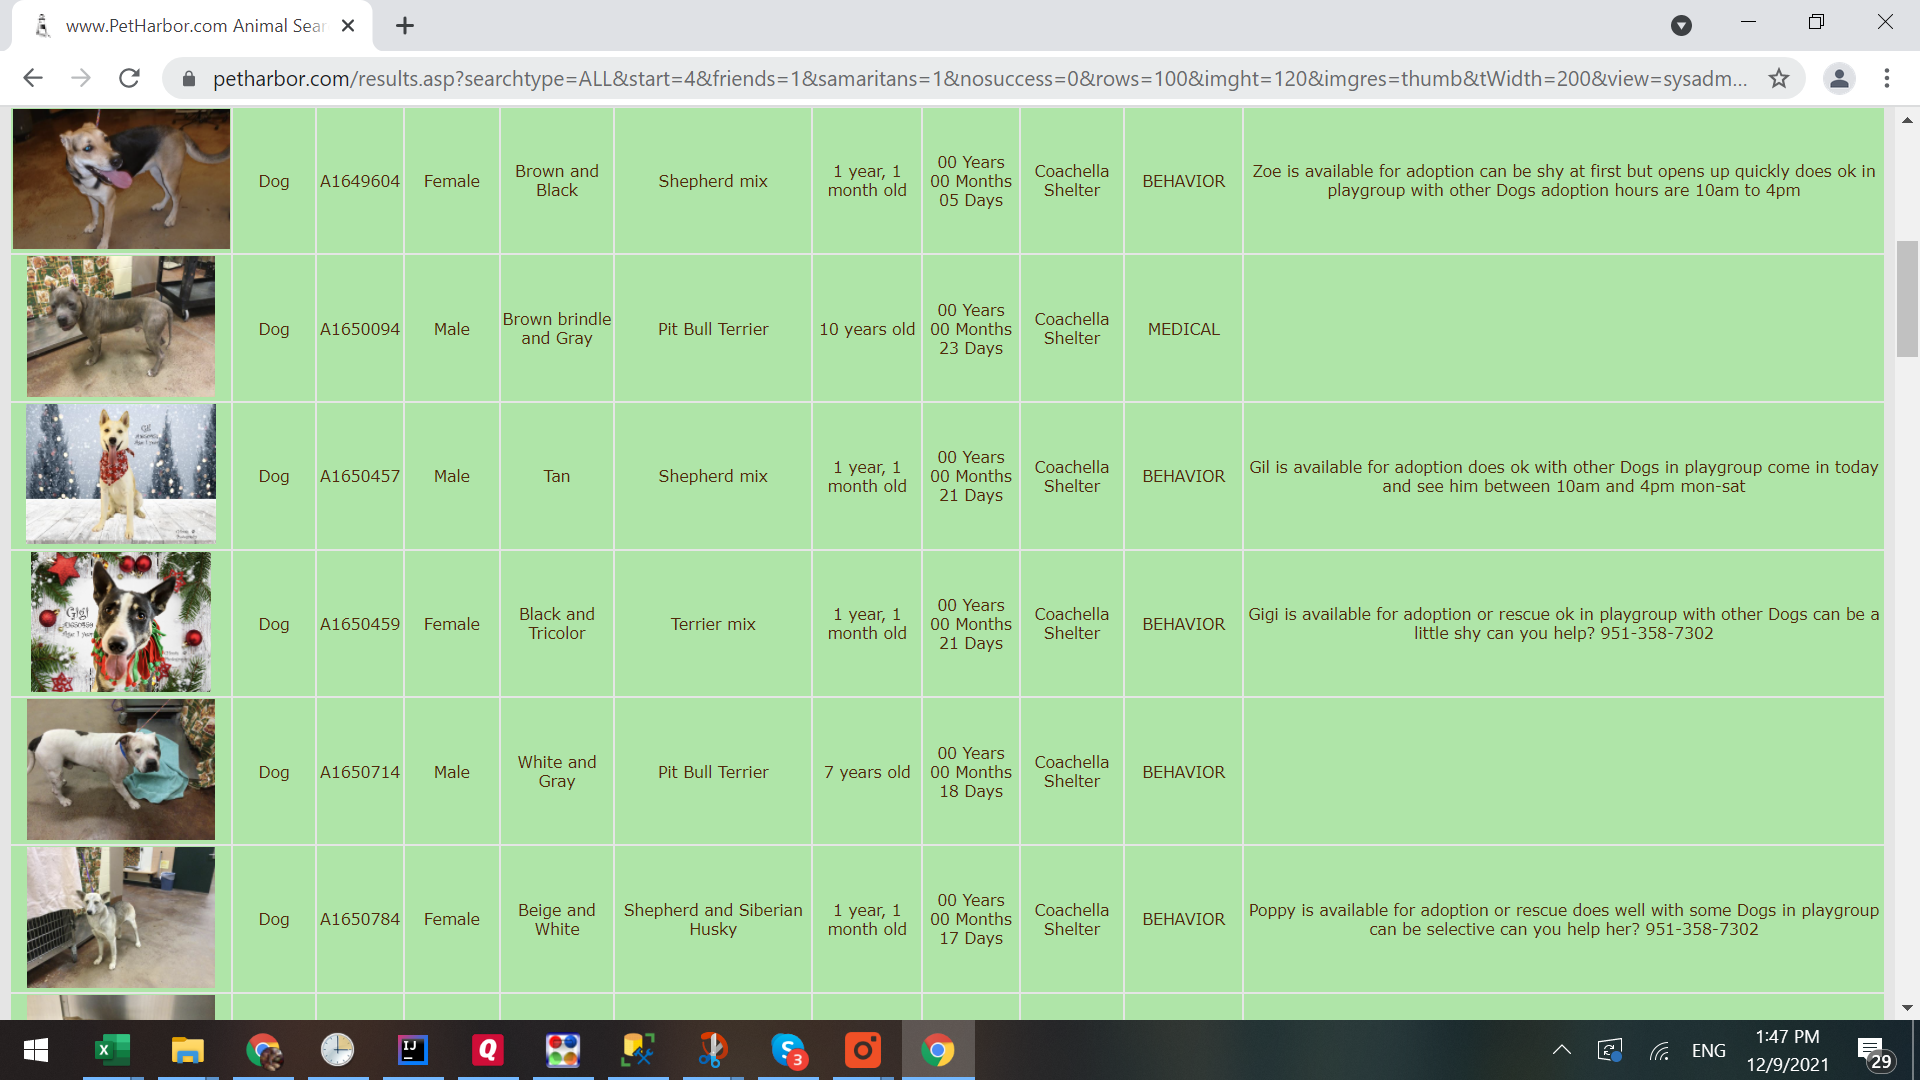 www.PetHarbor.com Animal Sear
petharbor.com/results.asp?searchtype=ALL&start=4&friends=1&samaritans=1&nosuccess=0&rows=100&imght=120&imgres=thumb&tWidth=200&view=sysadm...
Dog
A1649604
Female
Brown and
Black
Shepherd mix
1 year, 1
month old
00 Years
00 Months
05 Days
Coachella
Shelter
BEHAVIOR
Zoe is available for adoption can be shy at first but opens up quickly does ok in
playgroup with other Dogs adoption hours are 10am to 4pm
Dog
A1650094
Male
Brown brindle
and Gray
Pit Bull Terrier
10 years old
00 Years
00 Months
23 Days
Coachella
Shelter
MEDICAL
Dog
A1650457
Male
Tan
Shepherd mix
1 year, 1
month old
00 Years
00 Months
21 Days
Coachella
Shelter
BEHAVIOR
Gil is available for adoption does ok with other Dogs in playgroup come in today
and see him between 10am and 4pm mon-sat
Gigi
Dog
A1650459
Female
Black and
Tricolor
Terrier mix
1 year, 1
month old
00 Years
00 Months
21 Days
Coachella
Shelter
BEHAVIOR
Gigi is available for adoption or rescue ok in playgroup with other Dogs can be a
little shy can you help? 951-358-7302
Dog
A1650714
Male
White and
Gray
Pit Bull Terrier
7 years old
00 Years
00 Months
18 Days
Coachella
Shelter
BEHAVIOR
Dog
A1650784
Female
Beige and
White
Shepherd and Siberian
Husky
1 year, 1
month old
00 Years
00 Months
17 Days
Coachella
Shelter
BEHAVIOR
Poppy is available for adoption or rescue does well with some Dogs in playgroup
can be selective can you help her? 951-358-7302
X
IJ
Q
S
3
ENG
1:47 PM
12/9/2021
29